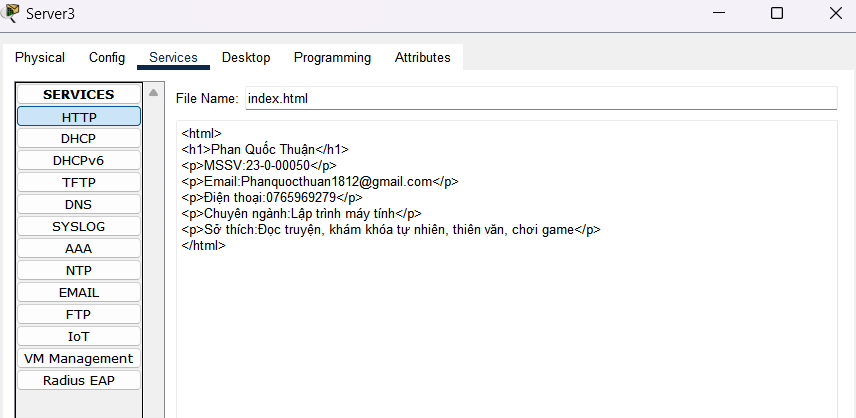 Server3
Physical Config Services Desktop Programming Attributes
SERVICES
HTTP
DHCP
DHCPv6
TFTP
DNS
SYSLOG
AAA
NTP
EMAIL
FTP
IoT
VM Management
Radius EAP
File Name: index.html
<html>
<h1>Phan Quốc Thuận</h1>
<p>MSSV:23-0-00050</p>
<p>Email:Phanquocthuan1812@gmail.com</p>
<p>Điện thoại:0765969279</p>
<p>Chuyên ngành:Lập trình máy tính</p>
<p>Sở thích:Đọc truyện, khám khóa tự nhiên, thiên văn, chơi game</p>
</html>